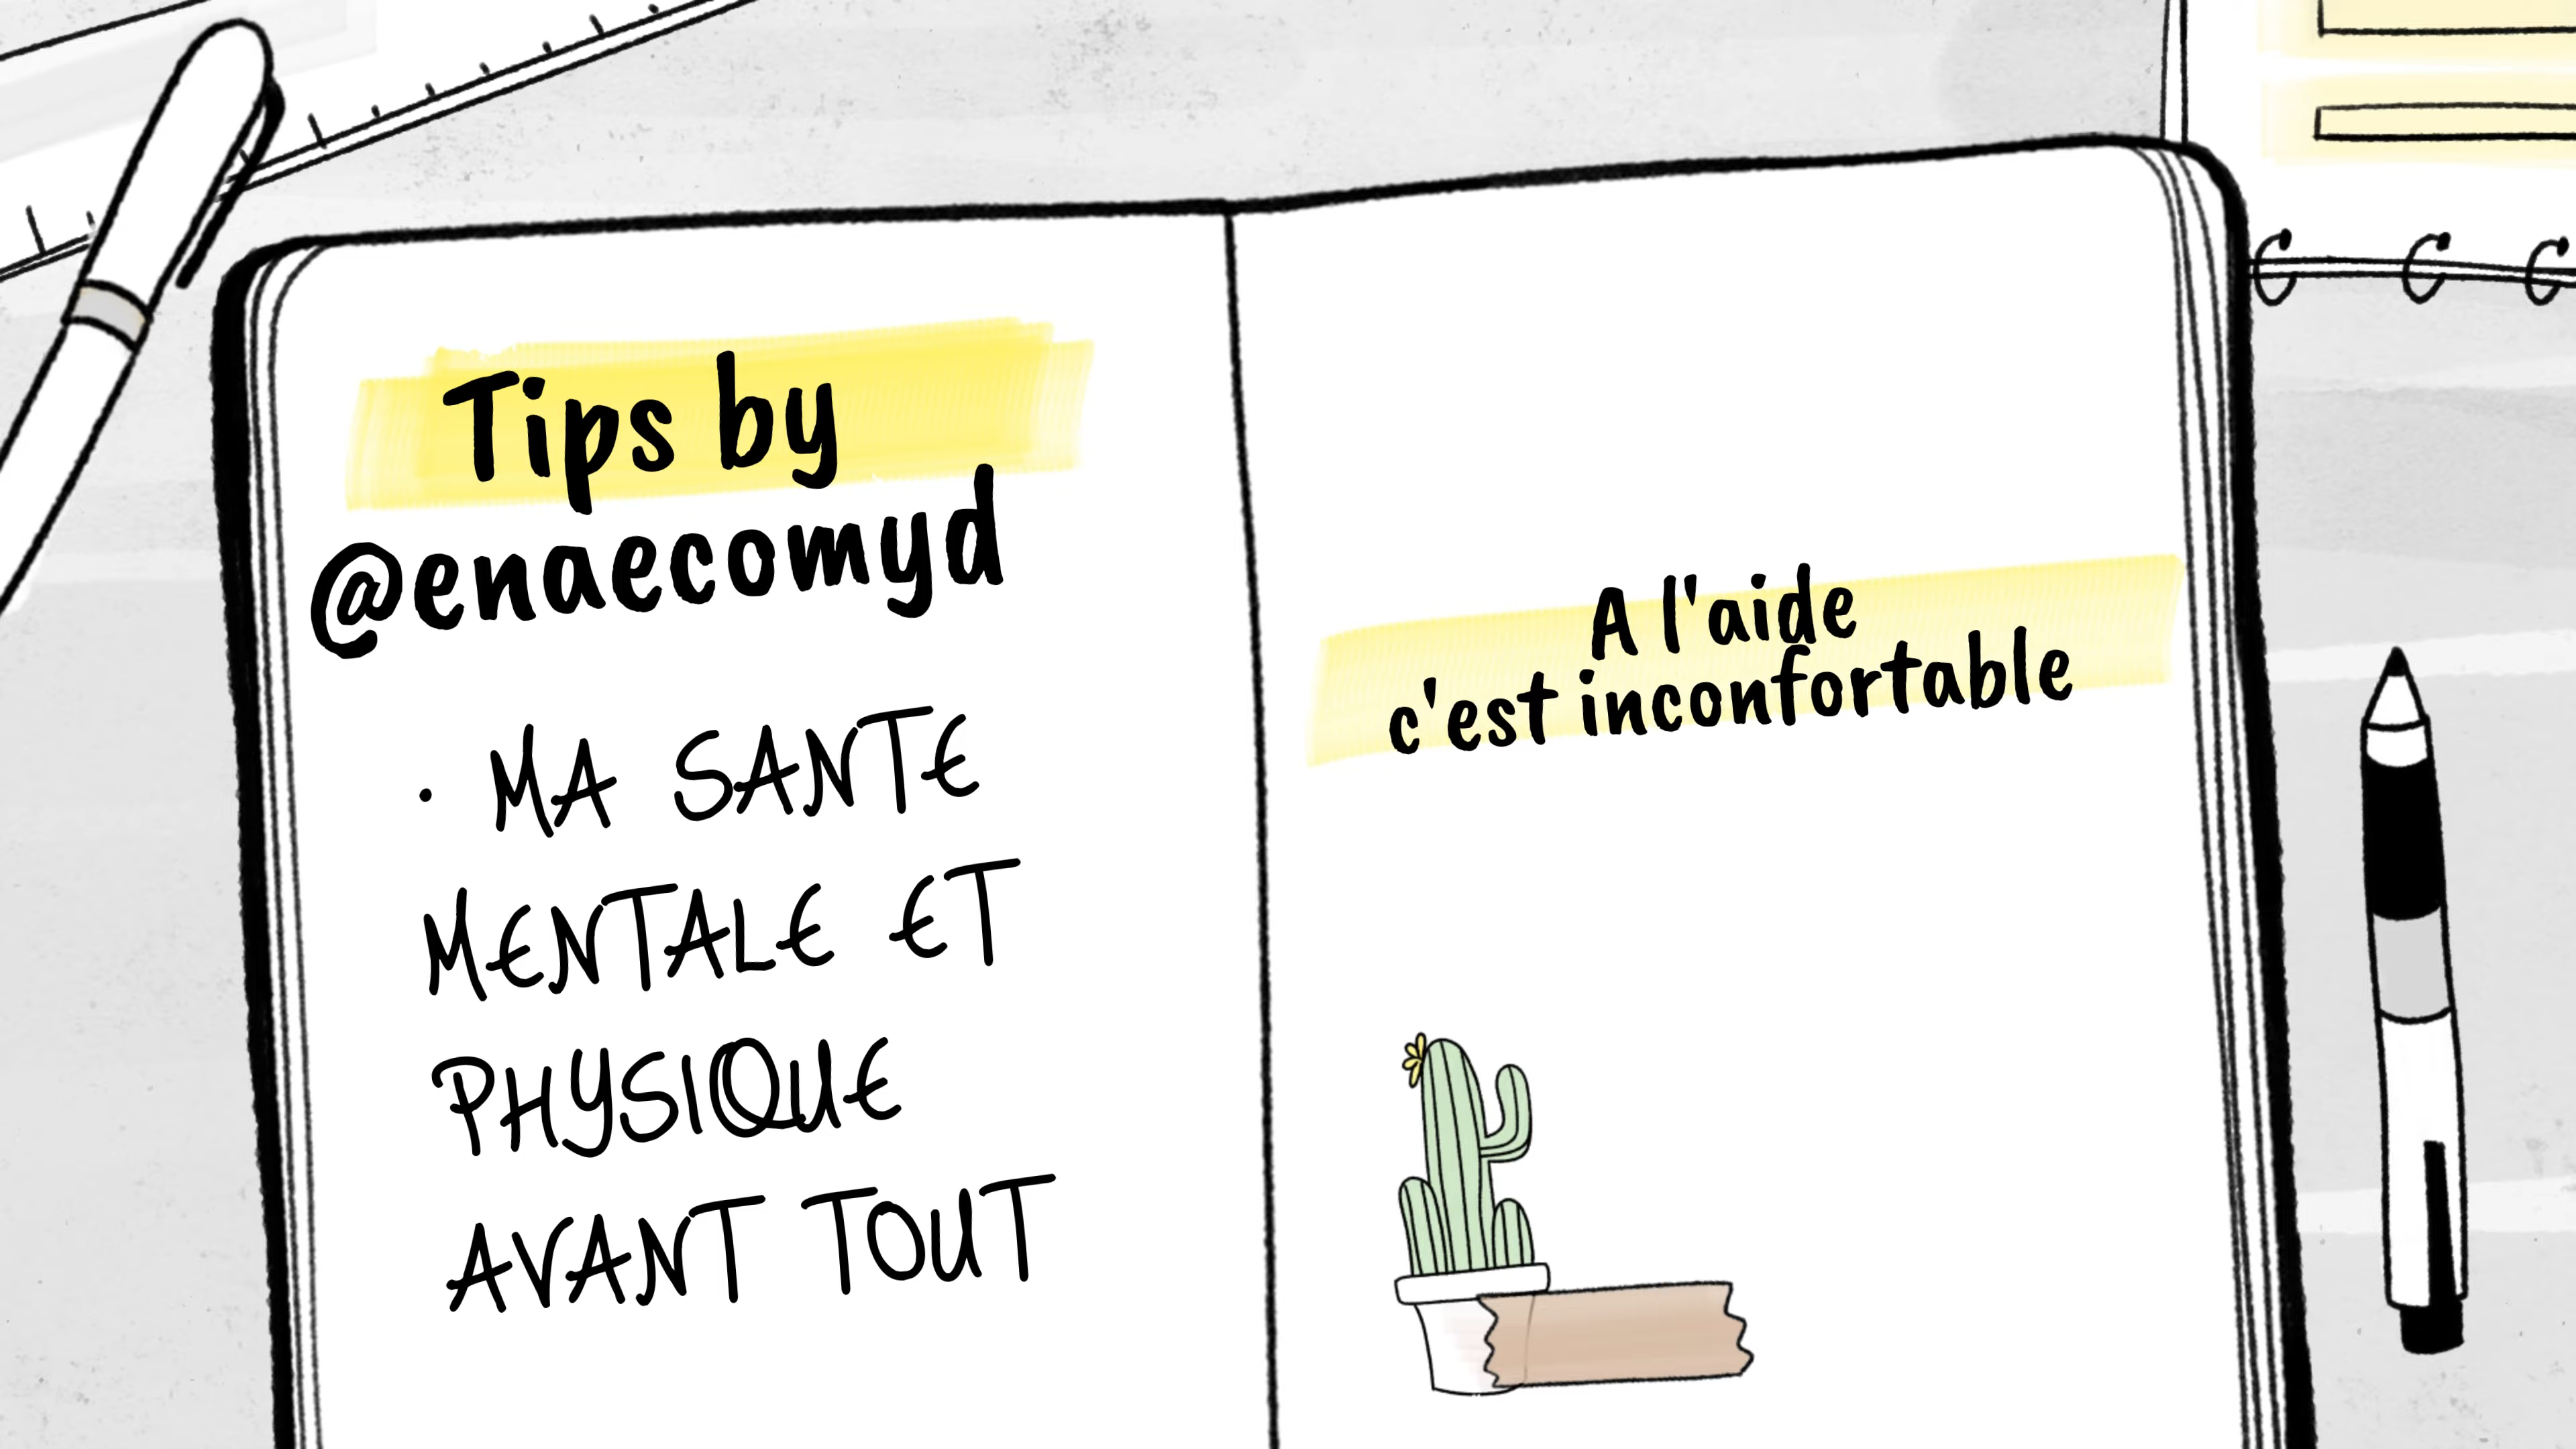 Tips by
@enaecomyd
· MA SANTE
MENTALE ET
PHYSIQUE
AVANT TOUT
A l'aide
c'est inconfortable